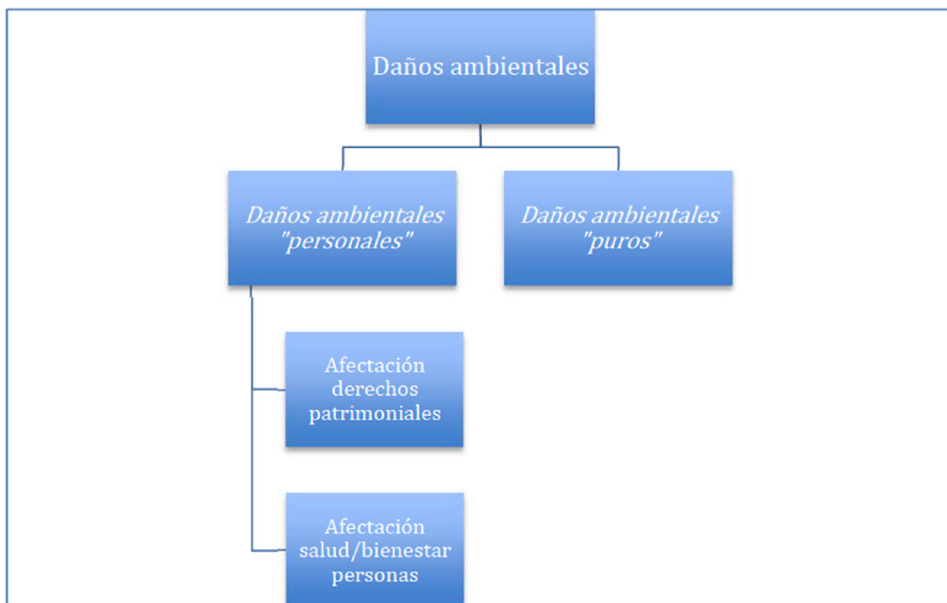 Daños ambientales
Daños ambientales
"personales"
Daños ambientales
"puros"
Afectación
derechos
patrimoniales
Afectación
salud/bienestar
personas